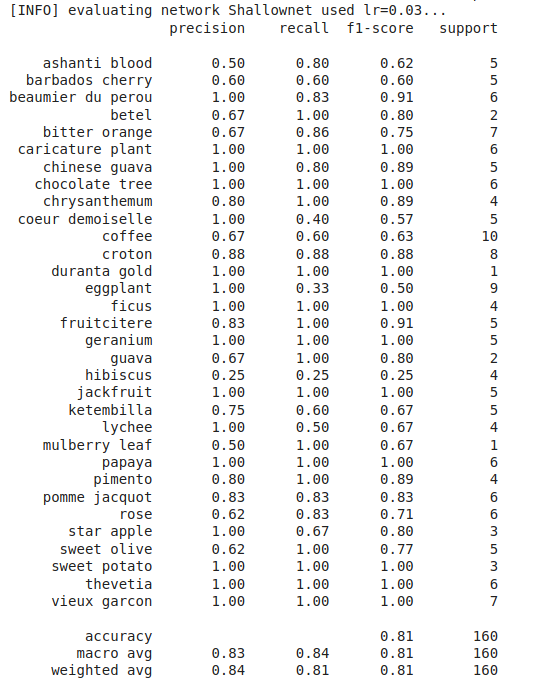 [INFO] evaluating network Shallownet used lr=0.03...
precision recall f1-score support
ashanti blood 0.50 0.80 0.62 5
barbados cherry 0.60 0.60 0.60 5
beaumier du perou 1.00 0.83 0.91 6
betel 0.67 1.00 0.80 2
bitter orange 0.67 0.86 0.75 7
caricature plant 1.00 1.00 1.00 6
chinese guava 1.00 0.80 0.89 5
chocolate tree 1.00 1.00 1.00 6
chrysanthemum 0.80 1.00 0.89 4
coeur demoiselle 1.00 0.40 0.57 5
coffee 0.67 0.60 0.63 10
croton 0.88 0.88 0.88 8
duranta gold 1.00 1.00 1.00 1
eggplant 1.00 0.33 0.50 9
ficus 1.00 1.00 1.00 4
fruitcitere 0.83 1.00 0.91 5
geranium 1.00 1.00 1.00 5
guava 0.67 1.00 0.80 2
hibiscus 0.25 0.25 0.25 4
jackfruit 1.00 1.00 1.00 5
ketembilla 0.75 0.60 0.67 5
lychee 1.00 0.50 0.67 4
mulberry leaf 0.50 1.00 0.67 1
papaya 1.00 1.00 1.00 6
pimento 0.80 1.00 0.89 4
pomme jacquot 0.83 0.83 0.83 6
rose 0.62 0.83 0.71 6
star apple 1.00 0.67 0.80 3
sweet olive 0.62 1.00 0.77 5
sweet potato 1.00 1.00 1.00 3
thevetia 1.00 1.00 1.00 6
vieux garcon 1.00 1.00 1.00 7
accuracy 0.81 160
macro avg 0.83 0.84 0.81 160
weighted avg 0.84 0.81 0.81 160